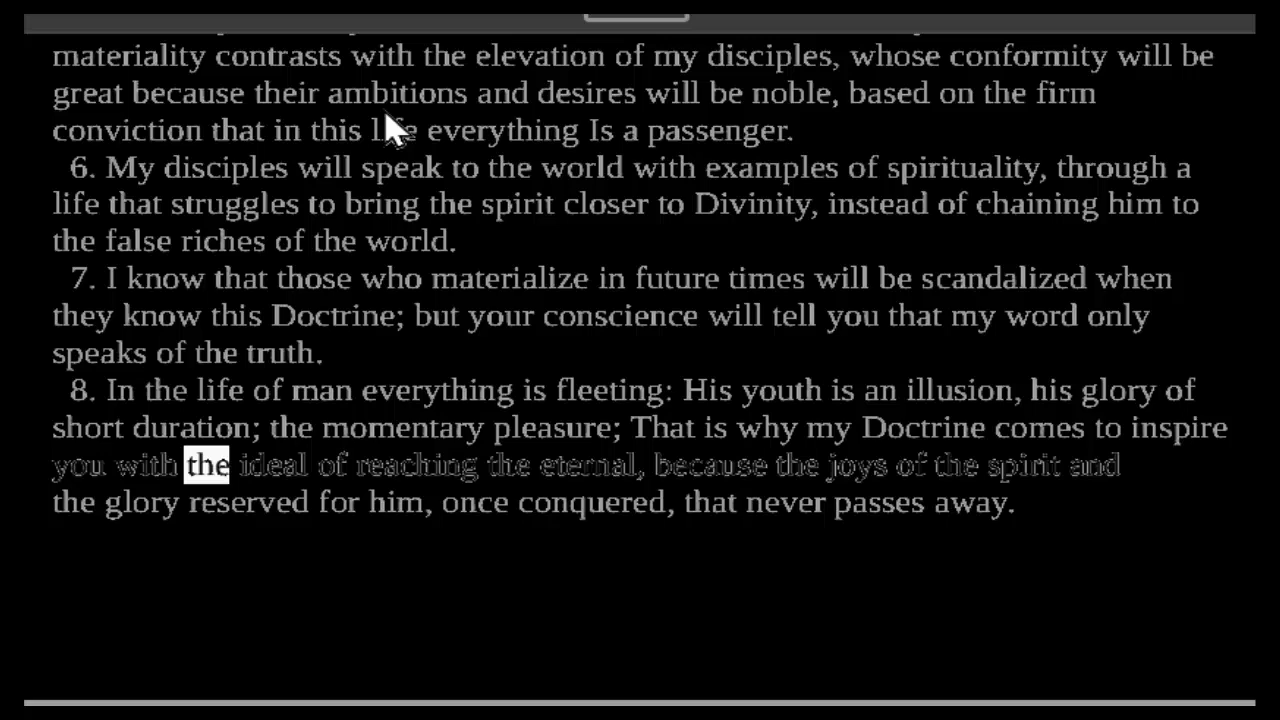 materiality contrasts with the elevation of my disciples, whose conformity will be
great because their ambitions and desires will be noble, based on the firm
conviction that in this life everything Is a passenger.
6. My disciples will speak to the world with examples of spirituality, through a
life that struggles to bring the spirit closer to Divinity, instead of chaining him to
the false riches of the world.
7. I know that those who materialize in future times will be scandalized when
they know this Doctrine; but your conscience will tell you that my word only
speaks of the truth.
8. In the life of man everything is fleeting: His youth is an illusion, his glory of
short duration; the momentary pleasure; That is why my Doctrine comes to inspire
you with the ideal of reaching the eternal, because the joys of the spirit and
the glory reserved for him, once conquered, that never passes away.